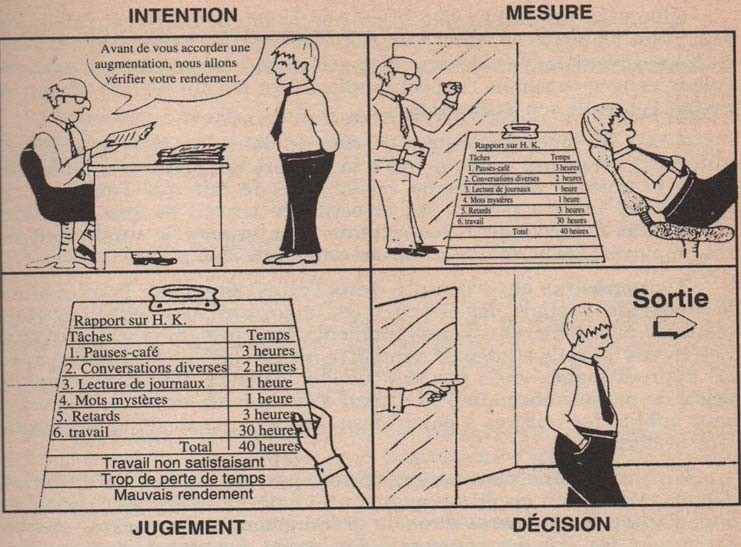 INTENTION
MESURE
Avant de vous accorder une
augmentation, nous allons
vérifier votre rendement.
Rapport sur H. K.
Tâches Temps
1. Pauses-café 3 heures
2. Conversations diverses 2 heures
3. Lecture de journaux 1 heure
4. Mots mystères 1 heure
5. Retards 3 heures
6. travail 30 heures
Total 40 heures
Rapport sur H. K.
Tâches Temps
1. Pauses-café 3 heures
2. Conversations diverses 2 heures
3. Lecture de journaux 1 heure
4. Mots mystères 1 heure
5. Retards 3 heures
6. travail 30 heures
Total 40 heures
Travail non satisfaisant
Trop de perte de temps
Mauvais rendement
Sortie
JUGEMENT
DÉCISION